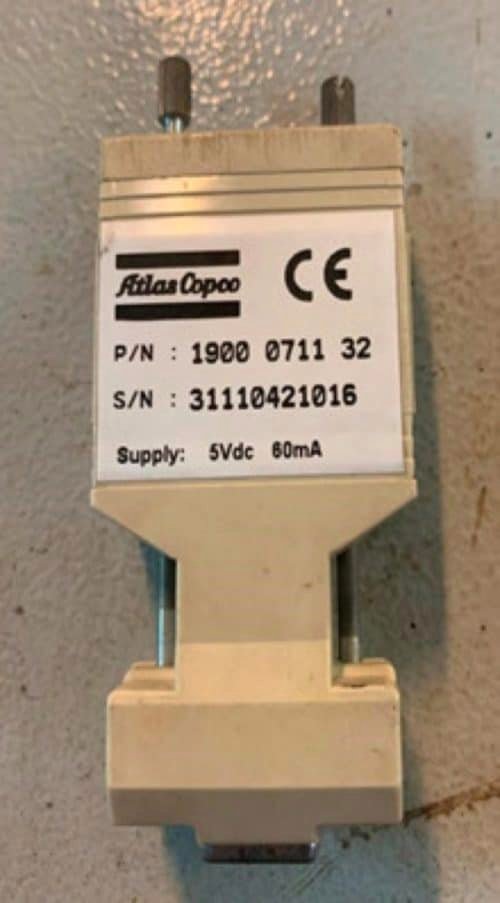 Atlas Copco CE
P/N : 1900 0711 32
S/N : 31110421016
Supply: 5Vdc 60mA